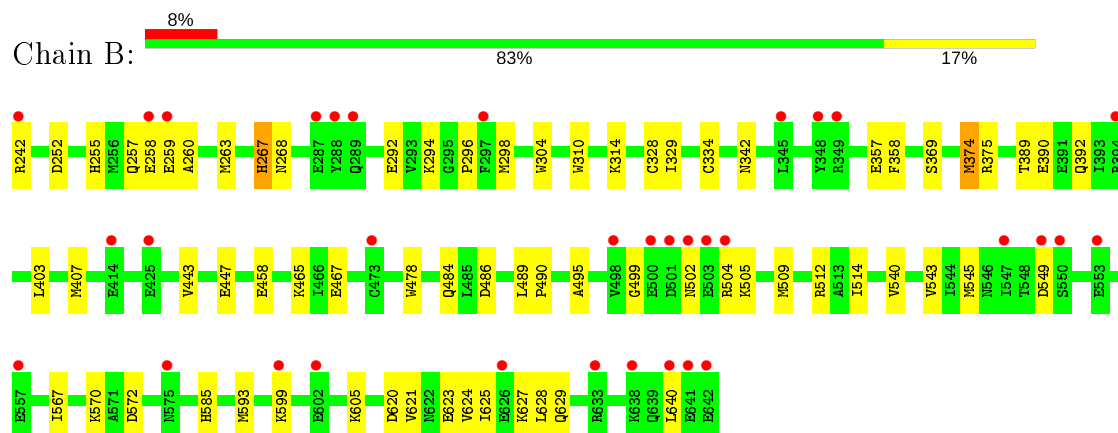 8%
Chain B:
83% 17%
R242 D252 H255 M256 Q257 E258 E259 A260 M263 H267 N268 E287 Y288 Q289 E292 V293 K294 G295 P296 F297 M298 W304 W310 K314 C328 I329 C334 N342 L345 Y348 R349 E357 F358 S369 M374 R375 T389 E390 E391 Q392 I393 R394
L403 M407 E414 E425 V443 E447 E458 K465 I466 E467 C473 W478 Q484 L485 D486 L489 P490 A495 V498 G499 E500 D501 N502 E503 R504 K505 M509 R512 A513 I514 V540 V543 I544 M545 N546 I547 T548 D549 S550 E553
E557 I567 K570 A571 D572 N575 H585 M593 K599 E602 K605 D620 V621 N622 E623 V624 I625 E626 K627 L628 Q629 R633 K638 Q639 L640 E641 E642